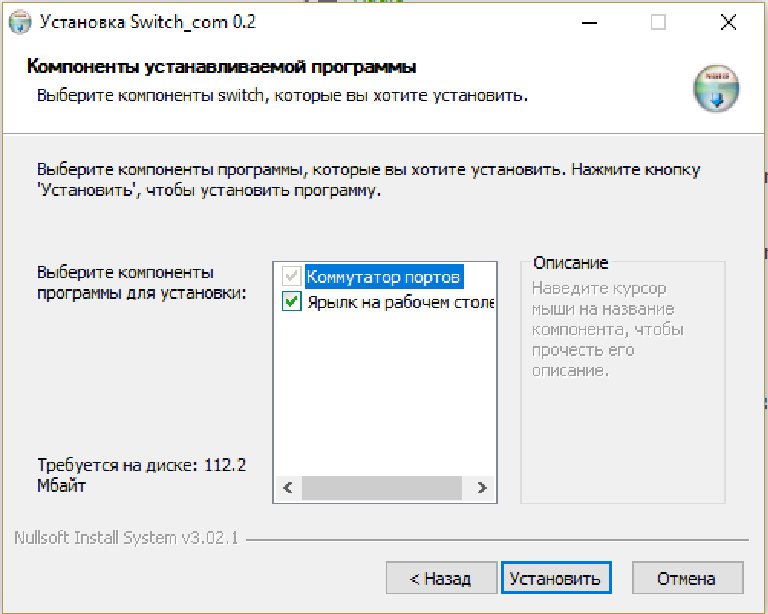 Установка Switch_com 0.2
Компоненты устанавливаемой программы
Выберите компоненты switch, которые вы хотите установить.
Выберите компоненты программы, которые вы хотите установить. Нажмите кнопку
'Установить', чтобы установить программу.
Выберите компоненты
программы для установки:
Коммутатор портов
Ярылк на рабочем столе
Описание
Наведите курсор
мыши на название
компонента, чтобы
прочесть его
описание.
Требуется на диске: 112.2
Мбайт
Nullsoft Install System v3.02.1
< Назад
Установить
Отмена